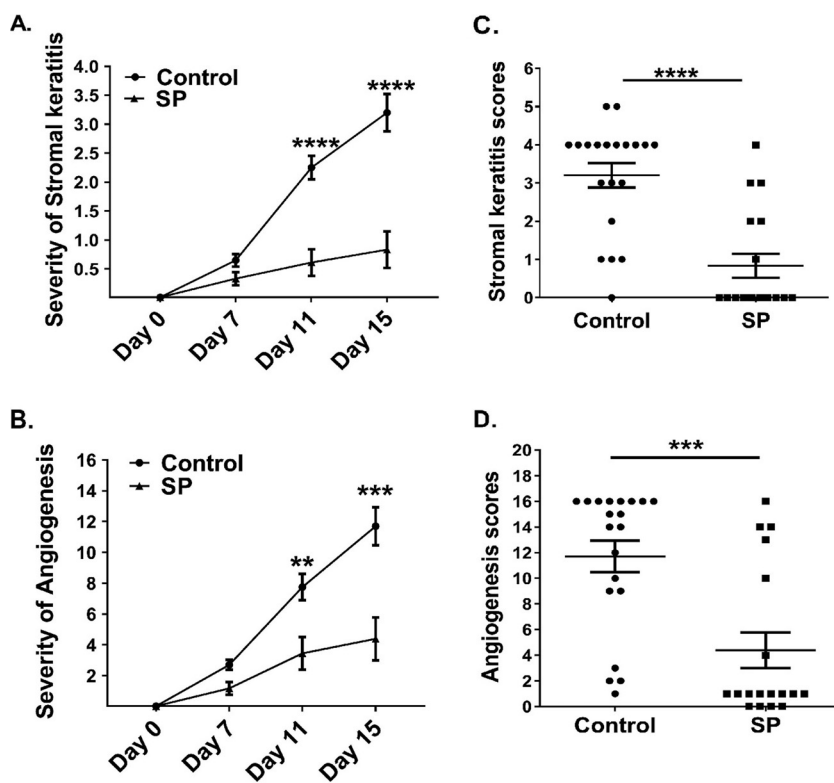 A.
Severity of Stromal keratitis
Control
SP
4.0
3.5
3.0
2.5
2.0
1.5
1.0
0.5
****
****
Day 0
Day 7
Day 11
Day 15
C.
Stromal keratitis scores
****
6
5
4
3
2
1
0
Control
SP
B.
Severity of Angiogenesis
Control
SP
16
14
12
10
8
6
4
2
**
***
Day 0
Day 7
Day 11
Day 15
D.
Angiogenesis scores
***
20
18
16
14
12
10
8
6
4
2
0
Control
SP